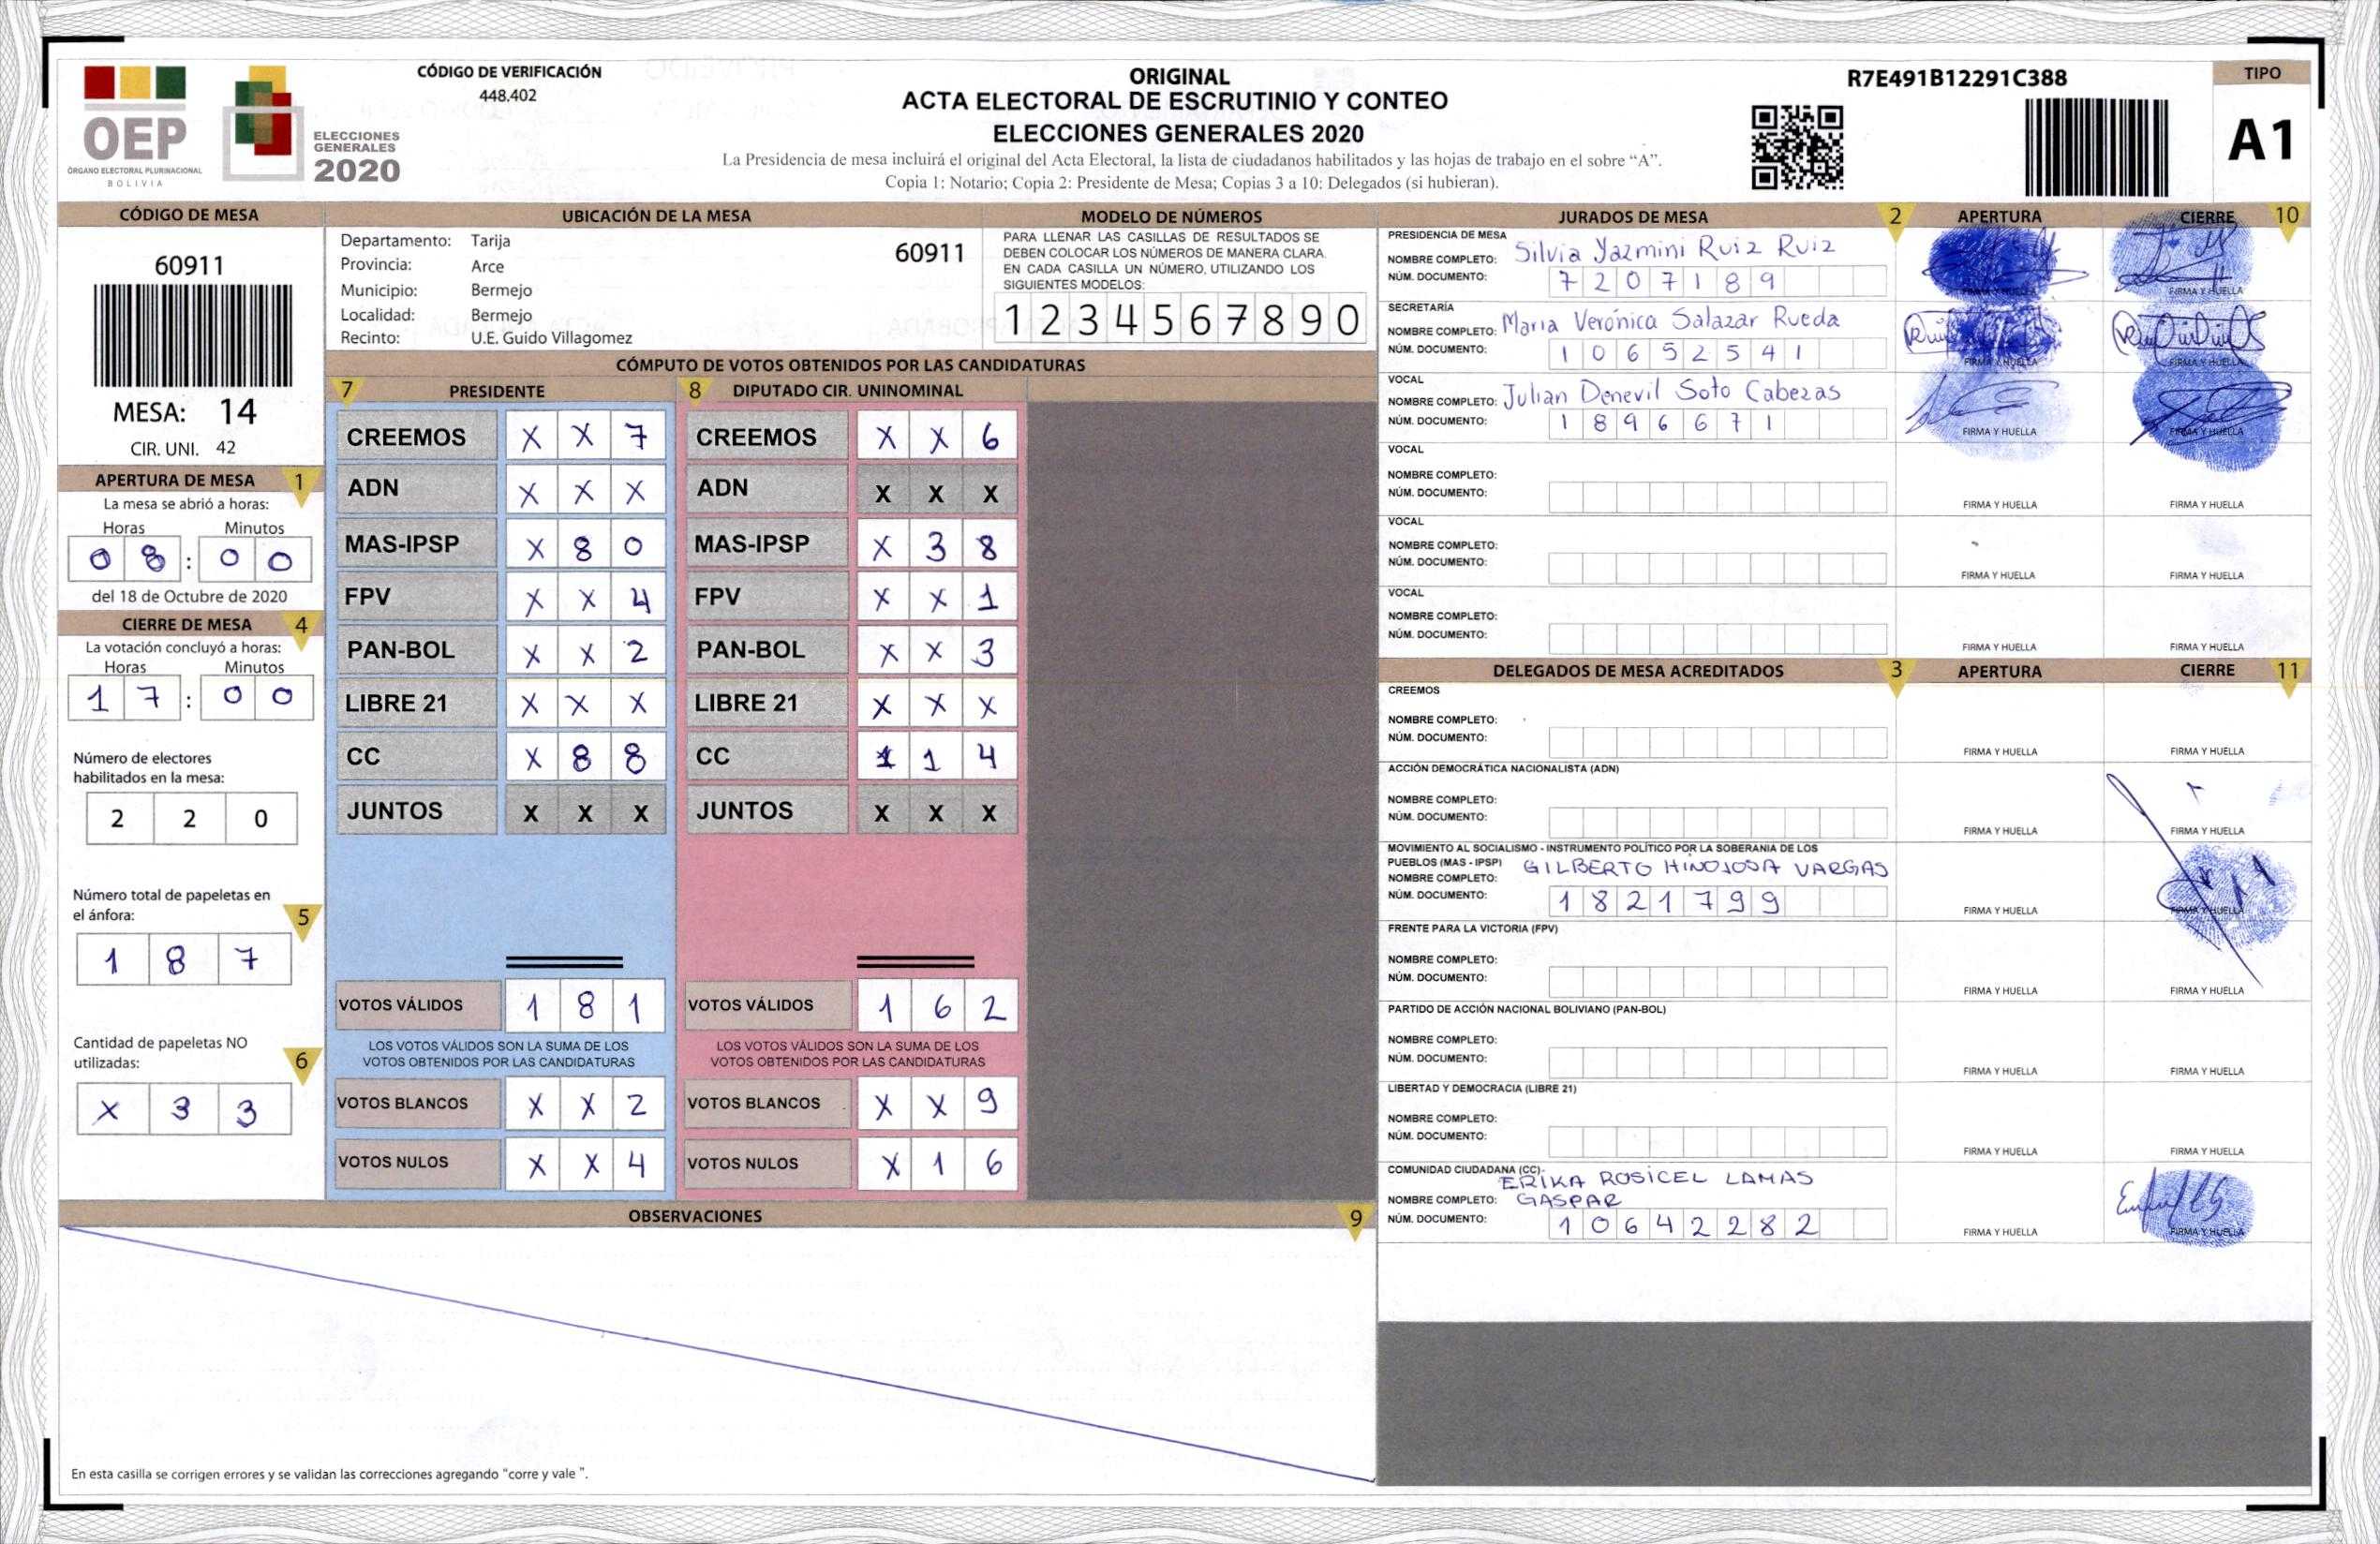 OEP
ÓRGANO ELECTORAL PLURINACIONAL
BOLIVIA
ELECCIONES
GENERALES
2020
CÓDIGO DE VERIFICACIÓN
448.402
ORIGINAL
ACTA ELECTORAL DE ESCRUTINIO Y CONTEO
ELECCIONES GENERALES 2020
La Presidencia de mesa incluirá el original del Acta Electoral, la lista de ciudadanos habilitados y las hojas de trabajo en el sobre “A”.
Copia 1: Notario; Copia 2: Presidente de Mesa; Copias 3 a 10: Delegados (si hubieran).
R7E491B12291C388
TIPO
A1
CÓDIGO DE MESA
60911
MESA: 14
CIR. UNI. 42
APERTURA DE MESA 1
La mesa se abrió a horas:
Horas Minutos
0 8 : 0 0
del 18 de Octubre de 2020
CIERRE DE MESA 4
La votación concluyó a horas:
Horas Minutos
1 7 : 0 0
Número de electores
habilitados en la mesa:
2 2 0
Número total de papeletas en
el ánfora: 5
1 8 7
Cantidad de papeletas NO
utilizadas: 6
X 3 3
UBICACIÓN DE LA MESA
Departamento: Tarija 60911
Provincia: Arce
Municipio: Bermejo
Localidad: Bermejo
Recinto: U.E. Guido Villagomez
MODELO DE NÚMEROS
PARA LLENAR LAS CASILLAS DE RESULTADOS SE
DEBEN COLOCAR LOS NÚMEROS DE MANERA CLARA.
EN CADA CASILLA UN NÚMERO, UTILIZANDO LOS
SIGUIENTES MODELOS:
1 2 3 4 5 6 7 8 9 0
CÓMPUTO DE VOTOS OBTENIDOS POR LAS CANDIDATURAS
7 PRESIDENTE 8 DIPUTADO CIR. UNINOMINAL
CREEMOS X X 7 CREEMOS X X 6
ADN X X X ADN X X X
MAS-IPSP X 8 0 MAS-IPSP X 3 8
FPV X X 4 FPV X X 1
PAN-BOL X X 2 PAN-BOL X X 3
LIBRE 21 X X X LIBRE 21 X X X
CC X 8 8 CC 1 1 4
JUNTOS X X X JUNTOS X X X
VOTOS VÁLIDOS 1 8 1 VOTOS VÁLIDOS 1 6 2
LOS VOTOS VÁLIDOS SON LA SUMA DE LOS LOS VOTOS VÁLIDOS SON LA SUMA DE LOS
VOTOS OBTENIDOS POR LAS CANDIDATURAS VOTOS OBTENIDOS POR LAS CANDIDATURAS
VOTOS BLANCOS X X 2 VOTOS BLANCOS X X 9
VOTOS NULOS X X 4 VOTOS NULOS X 1 6
OBSERVACIONES 9
En esta casilla se corrigen errores y se validan las correcciones agregando "corre y vale ".
JURADOS DE MESA 2 APERTURA CIERRE 10
PRESIDENCIA DE MESA
NOMBRE COMPLETO: Silvia Yazmini Ruiz Ruiz
NÚM. DOCUMENTO: 7 2 0 7 1 8 9
FIRMA Y HUELLA FIRMA Y HUELLA
SECRETARÍA
NOMBRE COMPLETO: Maria Verónica Salazar Rueda
NÚM. DOCUMENTO: 1 0 6 5 2 5 4 1
FIRMA Y HUELLA FIRMA Y HUELLA
VOCAL
NOMBRE COMPLETO: Julian Denevil Soto Cabezas
NÚM. DOCUMENTO: 1 8 9 6 6 7 1
FIRMA Y HUELLA FIRMA Y HUELLA
VOCAL
NOMBRE COMPLETO:
NÚM. DOCUMENTO:
FIRMA Y HUELLA FIRMA Y HUELLA
VOCAL
NOMBRE COMPLETO:
NÚM. DOCUMENTO:
FIRMA Y HUELLA FIRMA Y HUELLA
VOCAL
NOMBRE COMPLETO:
NÚM. DOCUMENTO:
FIRMA Y HUELLA FIRMA Y HUELLA
DELEGADOS DE MESA ACREDITADOS 3 APERTURA CIERRE 11
CREEMOS
NOMBRE COMPLETO:
NÚM. DOCUMENTO:
FIRMA Y HUELLA FIRMA Y HUELLA
ACCIÓN DEMOCRÁTICA NACIONALISTA (ADN)
NOMBRE COMPLETO:
NÚM. DOCUMENTO:
FIRMA Y HUELLA FIRMA Y HUELLA
MOVIMIENTO AL SOCIALISMO - INSTRUMENTO POLÍTICO POR LA SOBERANIA DE LOS
PUEBLOS (MAS - IPSP) GILBERTO HINOJOSA VARGAS
NOMBRE COMPLETO:
NÚM. DOCUMENTO: 1 8 2 1 7 9 9
FIRMA Y HUELLA FIRMA Y HUELLA
FRENTE PARA LA VICTORIA (FPV)
NOMBRE COMPLETO:
NÚM. DOCUMENTO:
FIRMA Y HUELLA FIRMA Y HUELLA
PARTIDO DE ACCIÓN NACIONAL BOLIVIANO (PAN-BOL)
NOMBRE COMPLETO:
NÚM. DOCUMENTO:
FIRMA Y HUELLA FIRMA Y HUELLA
LIBERTAD Y DEMOCRACIA (LIBRE 21)
NOMBRE COMPLETO:
NÚM. DOCUMENTO:
FIRMA Y HUELLA FIRMA Y HUELLA
COMUNIDAD CIUDADANA (CC)
ERIKA ROSICEL LAMAS
NOMBRE COMPLETO: GASPAR
NÚM. DOCUMENTO: 1 0 6 4 2 2 8 2
FIRMA Y HUELLA FIRMA Y HUELLA